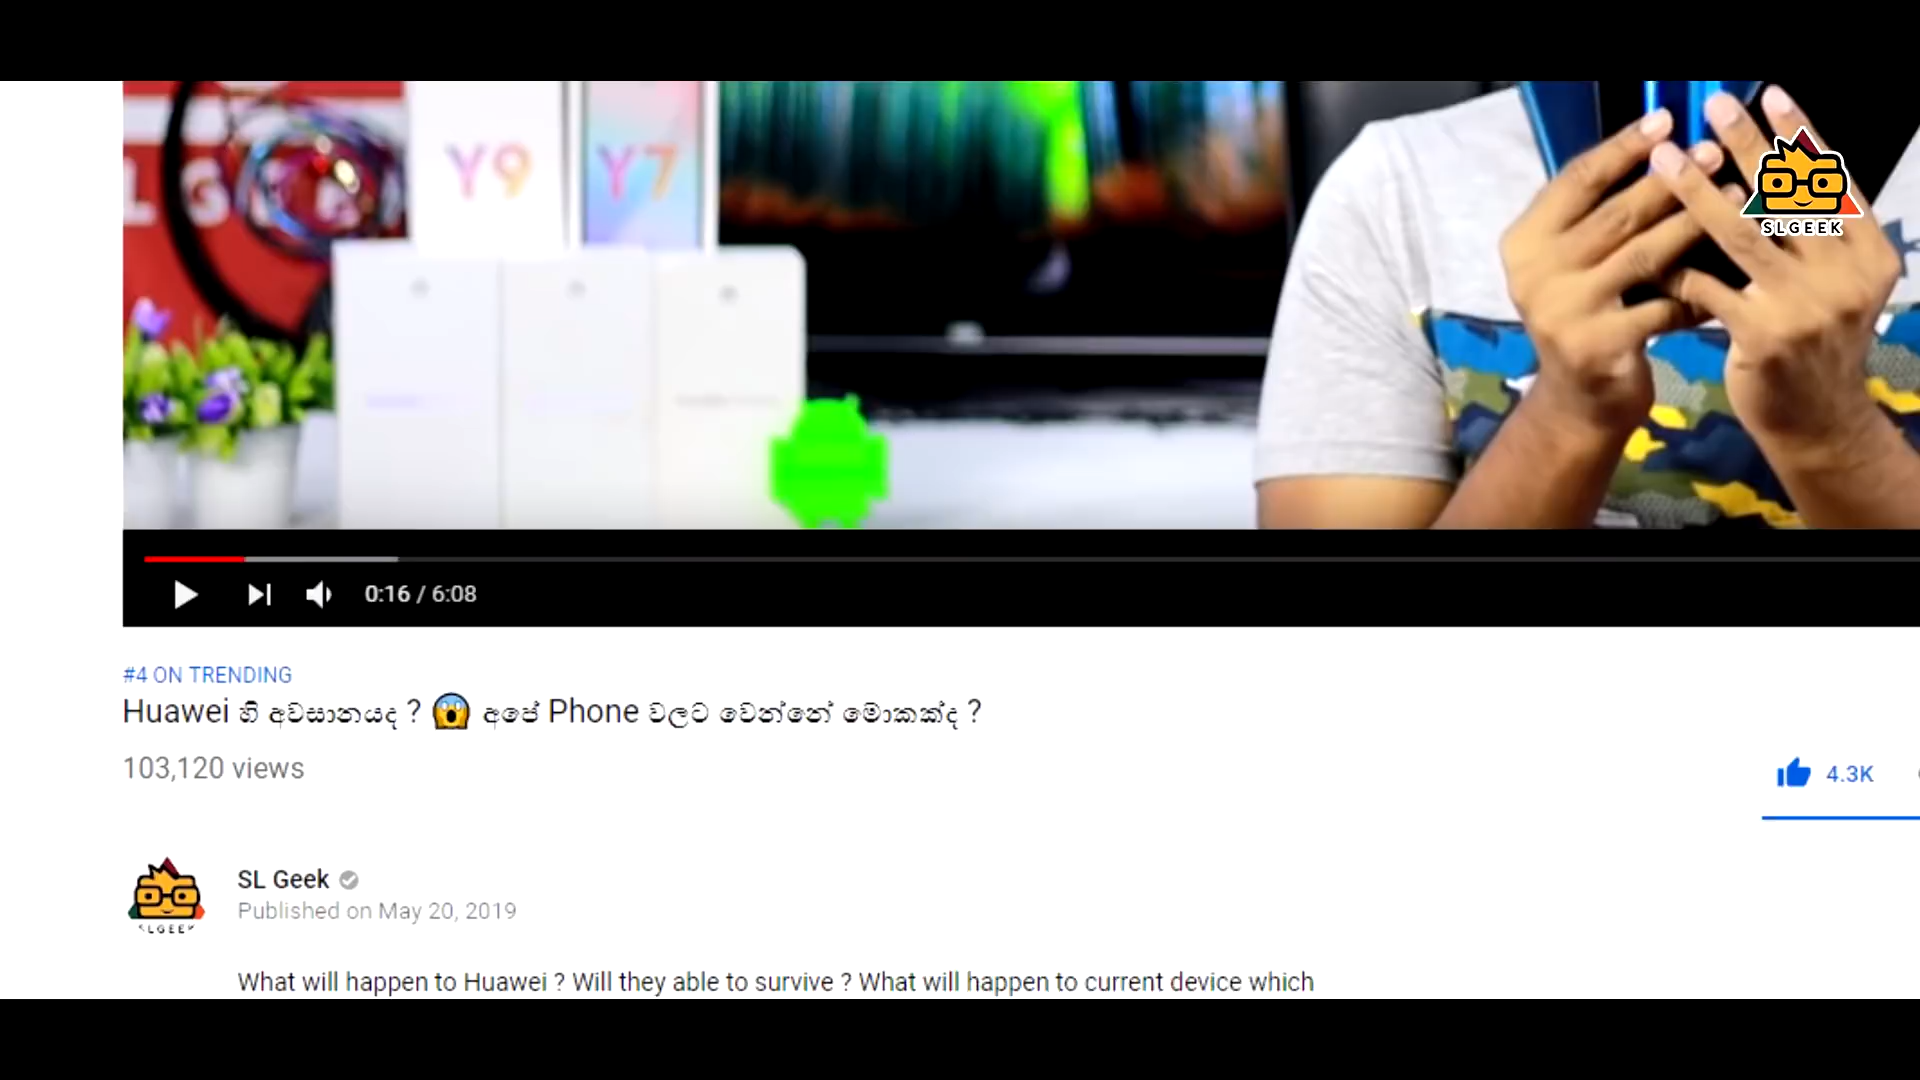 Y9
Y7
SLGEEK
0:16 / 6:08
#4 ON TRENDING
Huawei හි අවසානයද ? 😱 අපේ Phone වලට වෙන්නේ මොකක්ද ?
103,120 views
4.3K
SL Geek
Published on May 20, 2019
SLGEEK
What will happen to Huawei ? Will they able to survive ? What will happen to current device which